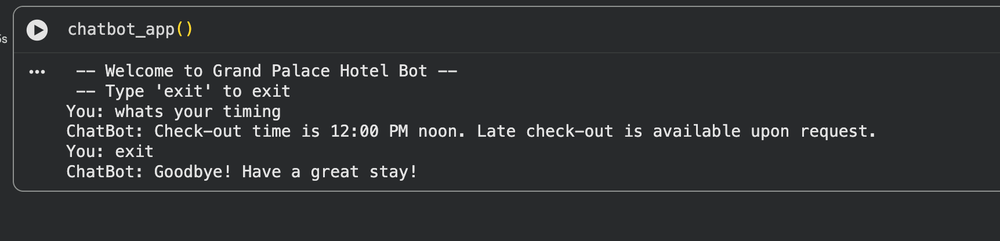 chatbot_app()
-- Welcome to Grand Palace Hotel Bot --
-- Type 'exit' to exit
You: whats your timing
ChatBot: Check-out time is 12:00 PM noon. Late check-out is available upon request.
You: exit
ChatBot: Goodbye! Have a great stay!